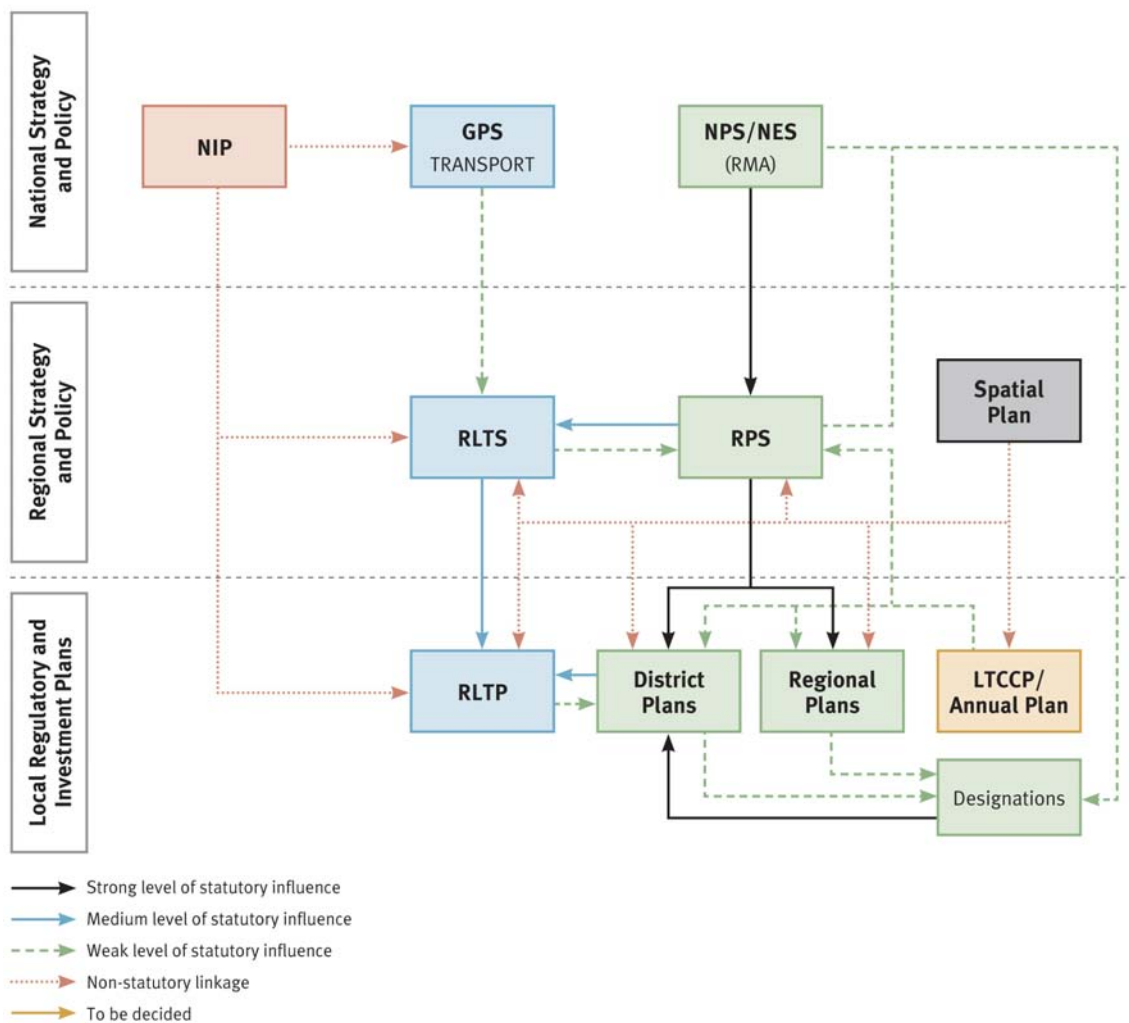 National Strategy
and Policy
NIP
GPS
TRANSPORT
NPS/NES
(RMA)
Regional Strategy
and Policy
RLTS
RPS
Spatial
Plan
Local Regulatory and
Investment Plans
RLTP
District
Plans
Regional
Plans
LTCCP/
Annual Plan
Designations
Strong level of statutory influence
Medium level of statutory influence
Weak level of statutory influence
Non-statutory linkage
To be decided